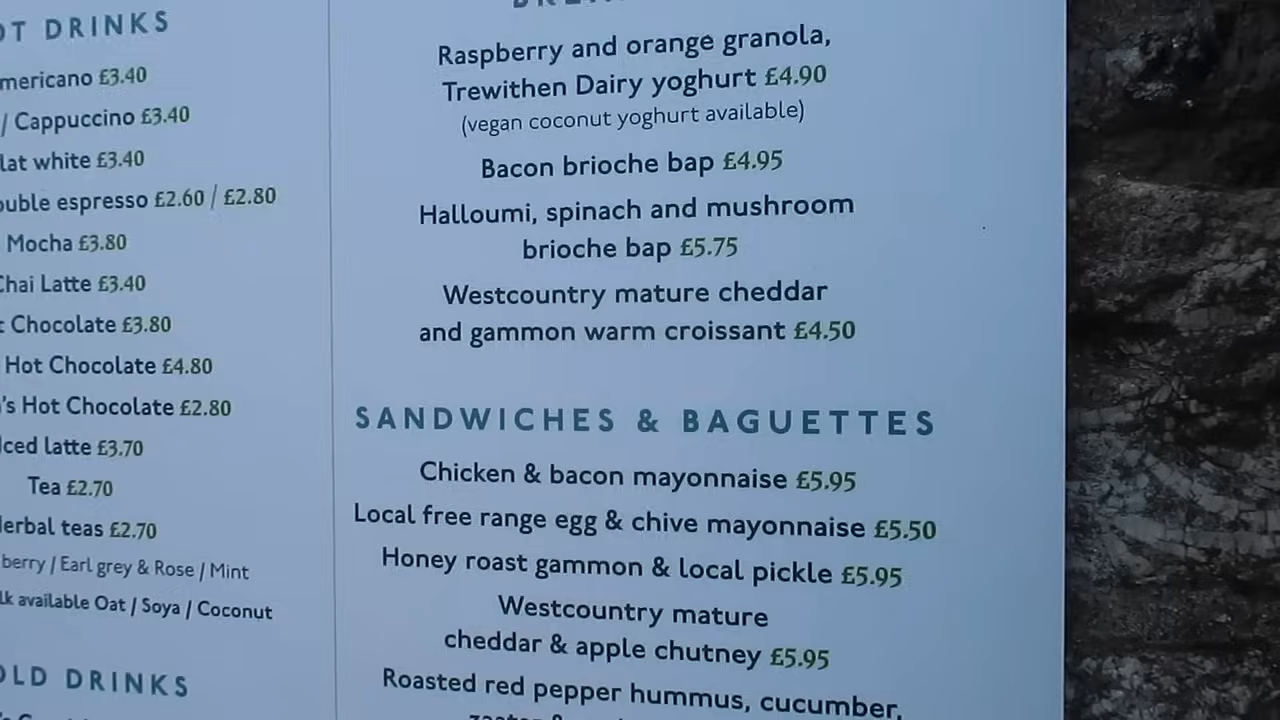 HOT DRINKS
mericano £3.40
/ Cappuccino £3.40
lat white £3.40
ouble espresso £2.60 / £2.80
Mocha £3.80
Chai Latte £3.40
Chocolate £3.80
Hot Chocolate £4.80
's Hot Chocolate £2.80
Iced latte £3.70
Tea £2.70
Herbal teas £2.70
berry / Earl grey & Rose / Mint
lk available Oat / Soya / Coconut
OLD DRINKS
Raspberry and orange granola,
Trewithen Dairy yoghurt £4.90
(vegan coconut yoghurt available)
Bacon brioche bap £4.95
Halloumi, spinach and mushroom
brioche bap £5.75
Westcountry mature cheddar
and gammon warm croissant £4.50
SANDWICHES & BAGUETTES
Chicken & bacon mayonnaise £5.95
Local free range egg & chive mayonnaise £5.50
Honey roast gammon & local pickle £5.95
Westcountry mature
cheddar & apple chutney £5.95
Roasted red pepper hummus, cucumber,